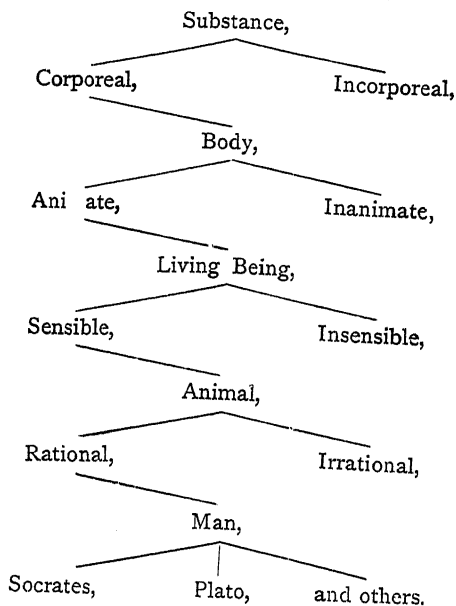 Substance,
Corporeal, Incorporeal,
Body,
Ani ate, Inanimate,
Living Being,
Sensible, Insensible,
Animal,
Rational, Irrational,
Man,
Socrates, Plato, and others.